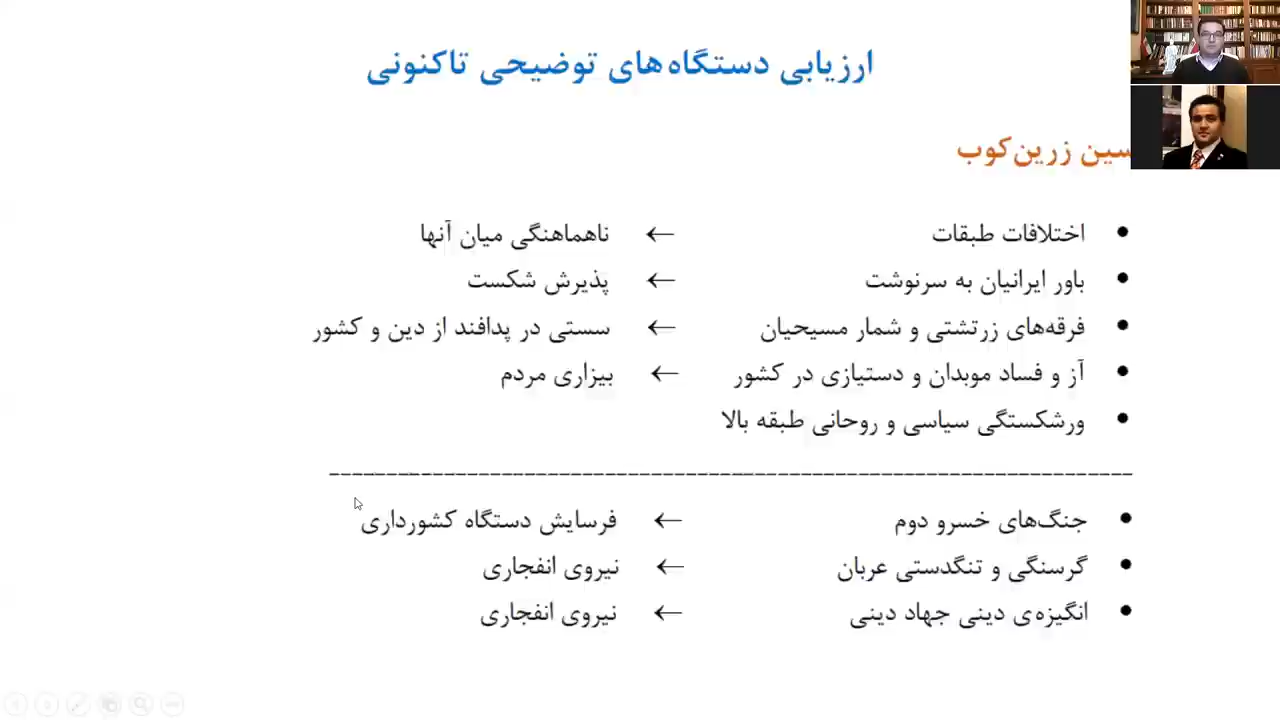 ارزیابی دستگاه‌های توضیحی تاکنونی
زرین‌کوب
• اختلافات طبقات ← ناهماهنگی میان آنها
• باور ایرانیان به سرنوشت ← پذیرش شکست
• فرقه‌های زرتشتی و شمار مسیحیان ← سستی در پدافند از دین و کشور
• آز و فساد موبدان و دستیازی در کشور ← بیزاری مردم
• ورشکستگی سیاسی و روحانی طبقه بالا
• جنگ‌های خسرو دوم ← فرسایش دستگاه کشورداری
• گرسنگی و تنگدستی عربان ← نیروی انفجاری
• انگیزه‌ی دینی جهاد دینی ← نیروی انفجاری